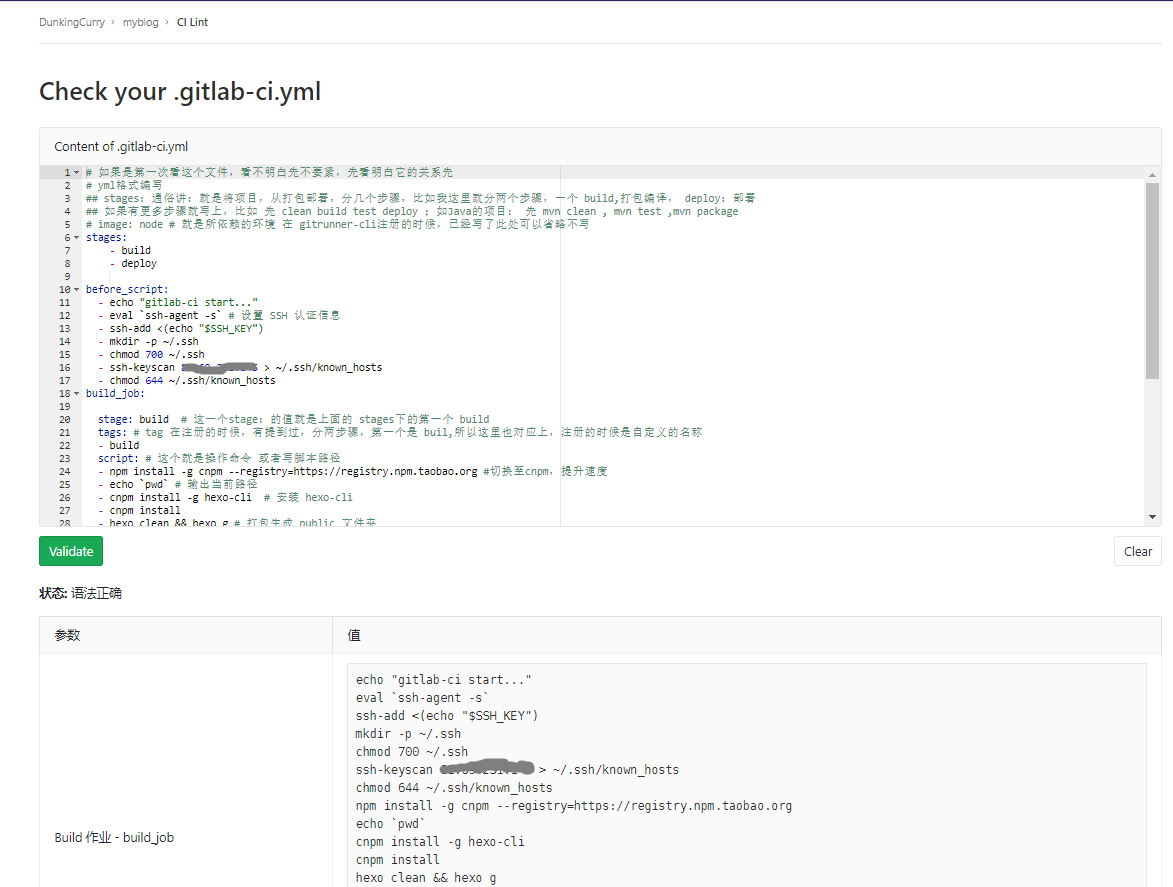 DunkingCurry › myblog › CI Lint
Check your .gitlab-ci.yml
Content of .gitlab-ci.yml
1 # 如果是第一次看这个文件，看不明白先不要紧，先看明白它的关系先
2 # yml格式编写
3 ## stages：通俗讲：就是将项目，从打包部署，分几个步骤，比如我这里就分两个步骤，一个 build,打包编译， deploy：部署
4 ## 如果有更多步骤就写上，比如 先 clean build test deploy ；如Java的项目： 先 mvn clean , mvn test ,mvn package
5 # image: node # 就是所依赖的环境 在 gitrunner-cli注册的时候，已经写了此处可以省略不写
6 stages:
7 - build
8 - deploy
9
10 before_script:
11 - echo "gitlab-ci start..."
12 - eval `ssh-agent -s` # 设置 SSH 认证信息
13 - ssh-add <(echo "$SSH_KEY")
14 - mkdir -p ~/.ssh
15 - chmod 700 ~/.ssh
16 - ssh-keyscan > ~/.ssh/known_hosts
17 - chmod 644 ~/.ssh/known_hosts
18 build_job:
19
20 stage: build # 这一个stage：的值就是上面的 stages下的第一个 build
21 tags: # tag 在注册的时候，有提到过，分两步骤，第一个是 buil,所以这里也对应上，注册的时候是自定义的名称
22 - build
23 script: # 这个就是操作命令 或者写脚本路径
24 - npm install -g cnpm --registry=https://registry.npm.taobao.org #切换至cnpm，提升速度
25 - echo `pwd` # 输出当前路径
26 - cnpm install -g hexo-cli # 安装 hexo-cli
27 - cnpm install
28 - hexo clean && hexo g # 打包生成 public 文件夹
Validate
Clear
状态: 语法正确
参数 值
echo "gitlab-ci start..."
eval `ssh-agent -s`
ssh-add <(echo "$SSH_KEY")
mkdir -p ~/.ssh
chmod 700 ~/.ssh
ssh-keyscan > ~/.ssh/known_hosts
chmod 644 ~/.ssh/known_hosts
npm install -g cnpm --registry=https://registry.npm.taobao.org
echo `pwd`
Build 作业 - build_job
cnpm install -g hexo-cli
cnpm install
hexo clean && hexo g